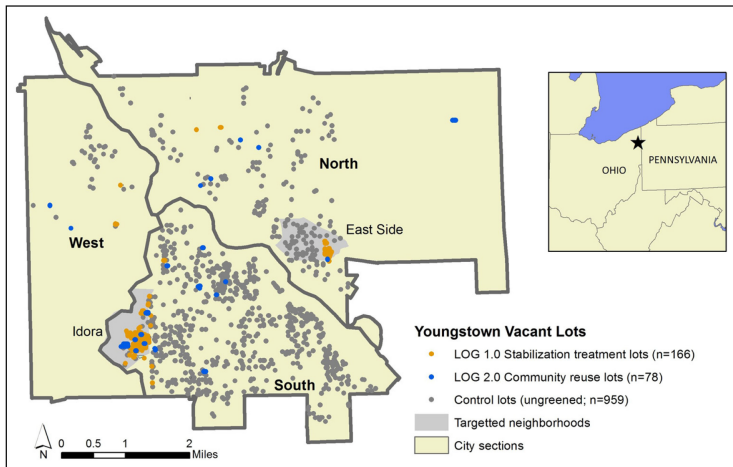 North
East Side
West
Idora
South
N
0 0.5 1 2
Miles
OHIO
PENNSYLVANIA
Youngstown Vacant Lots
LOG 1.0 Stabilization treatment lots (n=166)
LOG 2.0 Community reuse lots (n=78)
Control lots (ungreened; n=959)
Targetted neighborhoods
City sections